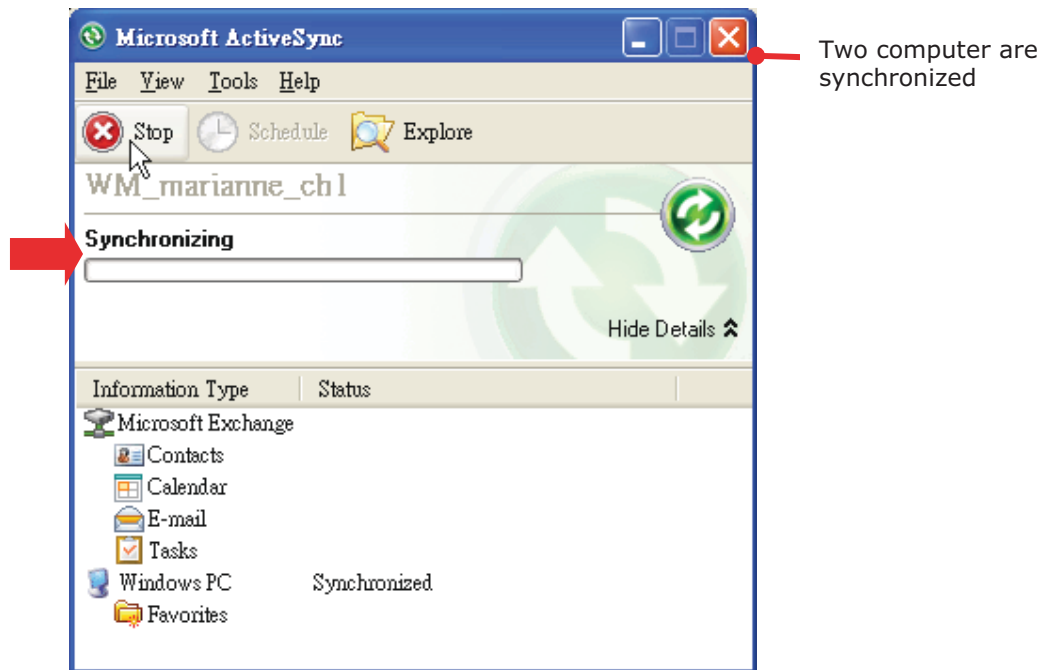 Microsoft ActiveSync
File View Tools Help
Stop Schedule Explore
WM_marianne_ch1
Synchronizing
Hide Details
Information Type Status
Microsoft Exchange
Contacts
Calendar
E-mail
Tasks
Windows PC Synchronized
Favorites
Two computer are
synchronized